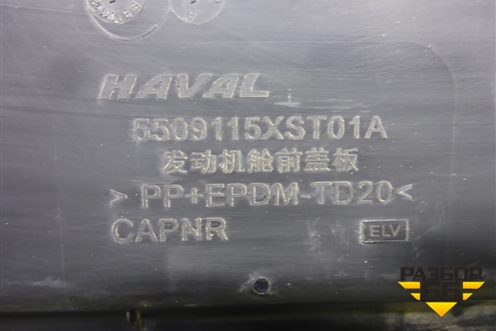 HAVAL
5509115XST01A
发动机舱前盖板
>PP+EPDM-TD20<
CAPNR
ELV
РАЗБОР